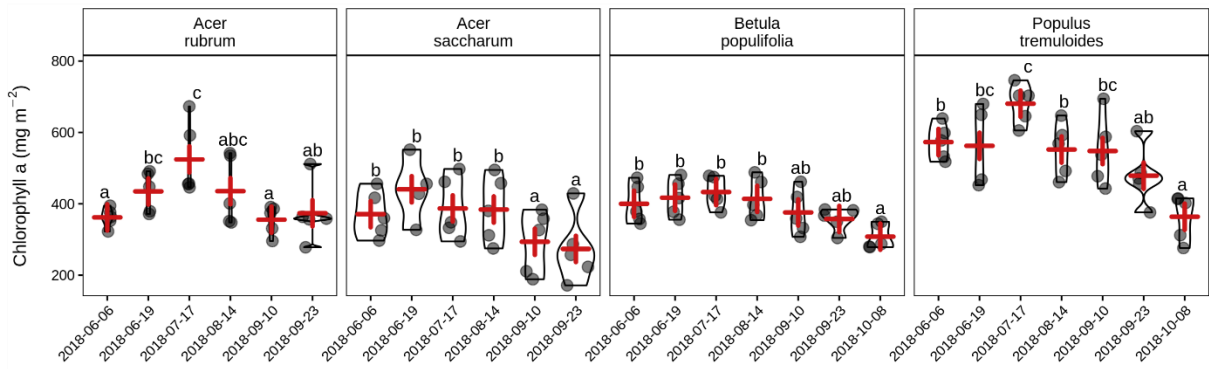 Acer
rubrum
Acer
saccharum
Betula
populifolia
Populus
tremuloides
Chlorophyll a (mg m−2)
800
600
400
200
a
bc
c
abc
a
ab
b
b
b
b
a
a
b
b
b
b
ab
ab
a
b
bc
c
b
bc
ab
a
2018-06-06
2018-06-19
2018-07-17
2018-08-14
2018-09-10
2018-09-23
2018-06-06
2018-06-19
2018-07-17
2018-08-14
2018-09-10
2018-09-23
2018-06-06
2018-06-19
2018-07-17
2018-08-14
2018-09-10
2018-09-23
2018-10-08
2018-06-06
2018-06-19
2018-07-17
2018-08-14
2018-09-10
2018-09-23
2018-10-08